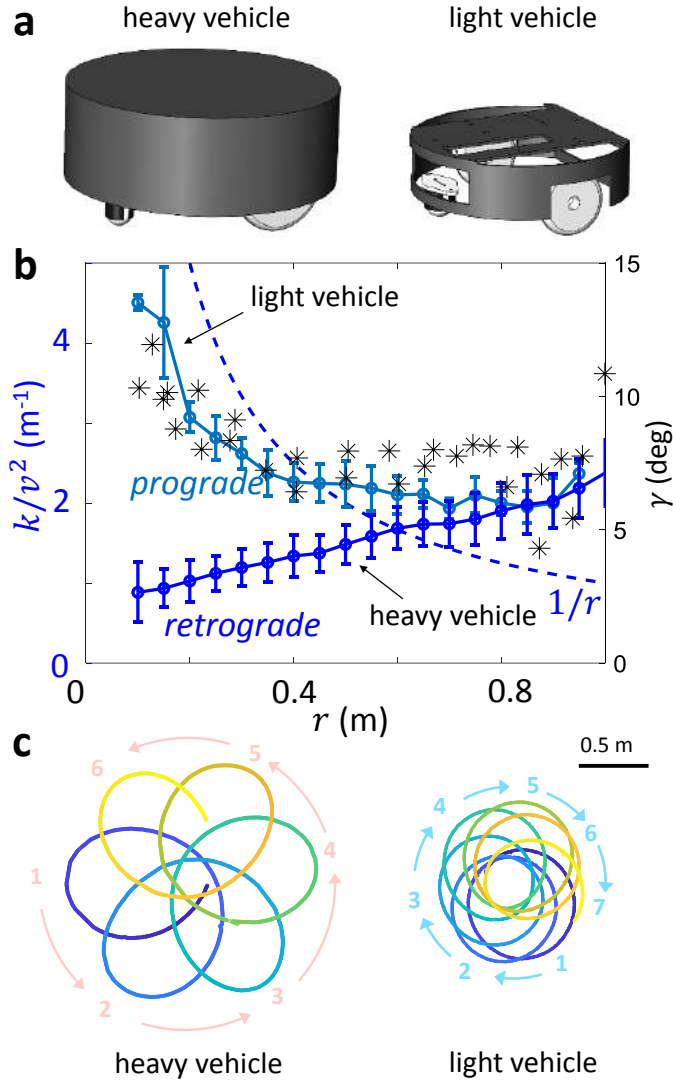 a
heavy vehicle
light vehicle
b
light vehicle
prograde
retrograde
heavy vehicle
1/r
k/v² (m⁻¹)
4
2
0
15
10
5
0
γ (deg)
0
0.4
0.8
r (m)
c
0.5 m
1
2
3
4
5
6
1
2
3
4
5
6
7
heavy vehicle
light vehicle